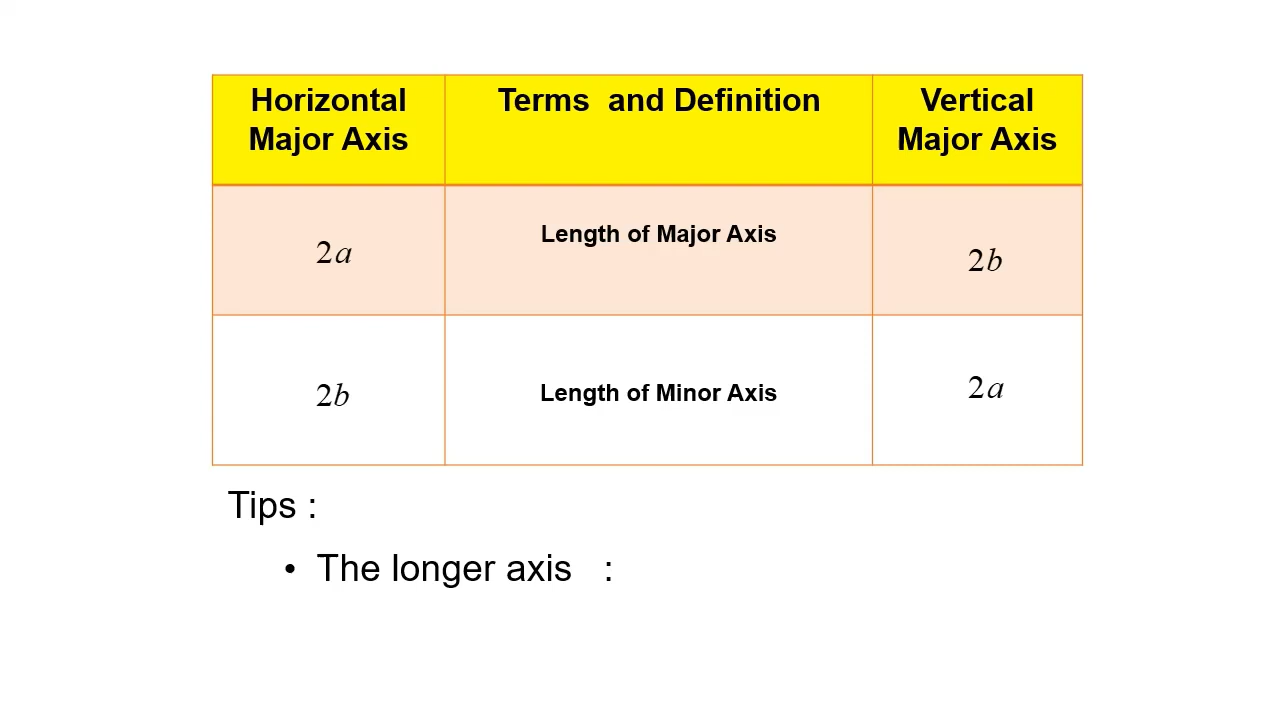 Horizontal
Major Axis
Terms and Definition
Vertical
Major Axis
2a
Length of Major Axis
2b
2b
Length of Minor Axis
2a
Tips :
• The longer axis :